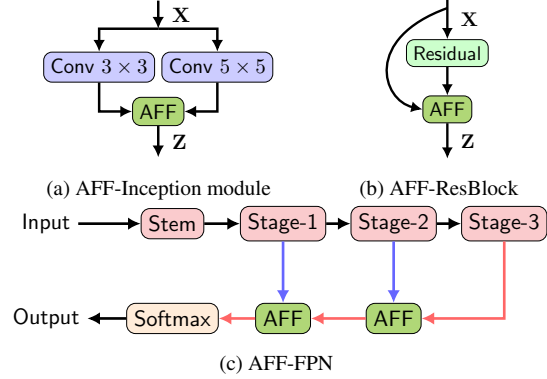 X
X
Conv 3 × 3
Conv 5 × 5
Residual
AFF
AFF
Z
Z
(a) AFF-Inception module
(b) AFF-ResBlock
Input
Stem
Stage-1
Stage-2
Stage-3
Output
Softmax
AFF
AFF
(c) AFF-FPN